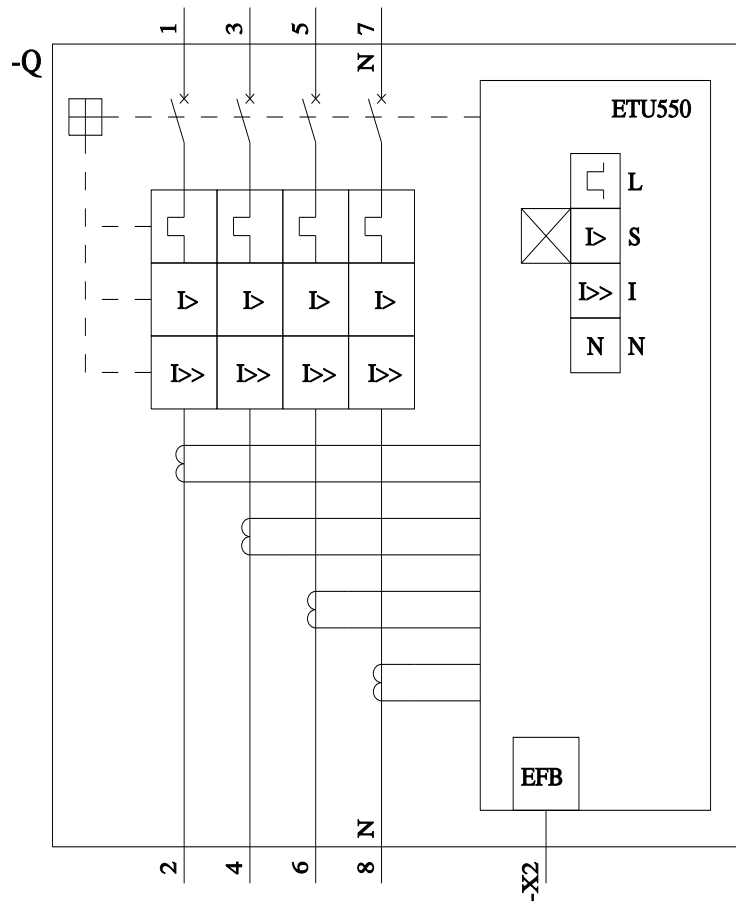 1 3 5 7
-Q
N
ETU550
L
I> S
I> I> I> I>
I>> I
N N
I>> I>> I>> I>>
EFB
N
2 4 6 8
-X2